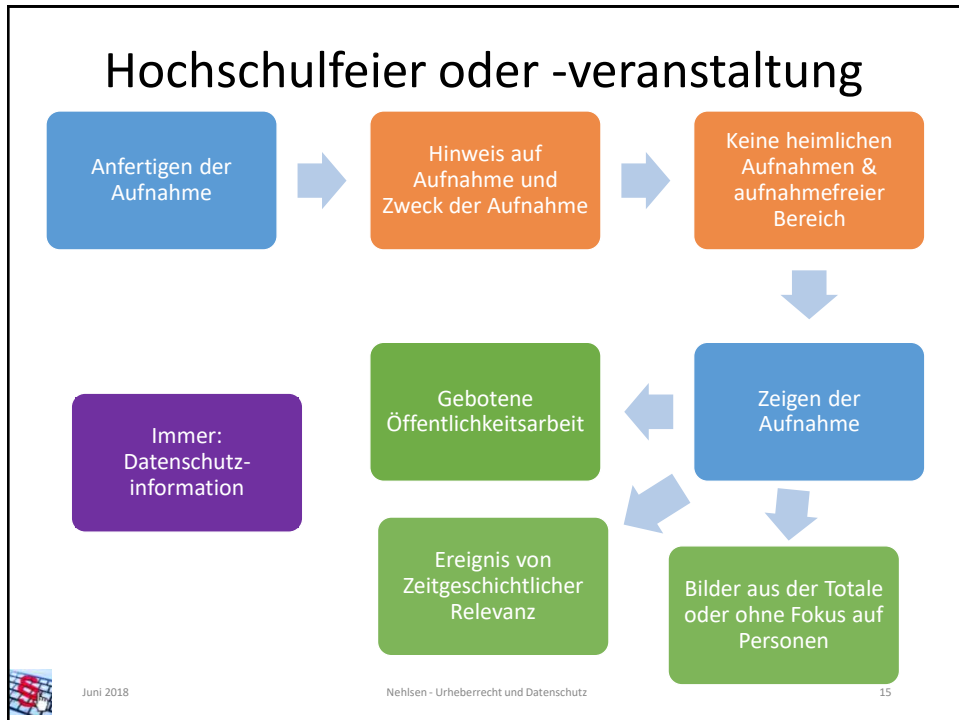 Hochschulfeier oder -veranstaltung
Anfertigen der
Aufnahme
Hinweis auf
Aufnahme und
Zweck der Aufnahme
Keine heimlichen
Aufnahmen &
aufnahmefreier
Bereich
Zeigen der
Aufnahme
Gebotene
Öffentlichkeitsarbeit
Ereignis von
Zeitgeschichtlicher
Relevanz
Bilder aus der Totale
oder ohne Fokus auf
Personen
Immer:
Datenschutz-
information
Juni 2018
Nehlsen - Urheberrecht und Datenschutz
15